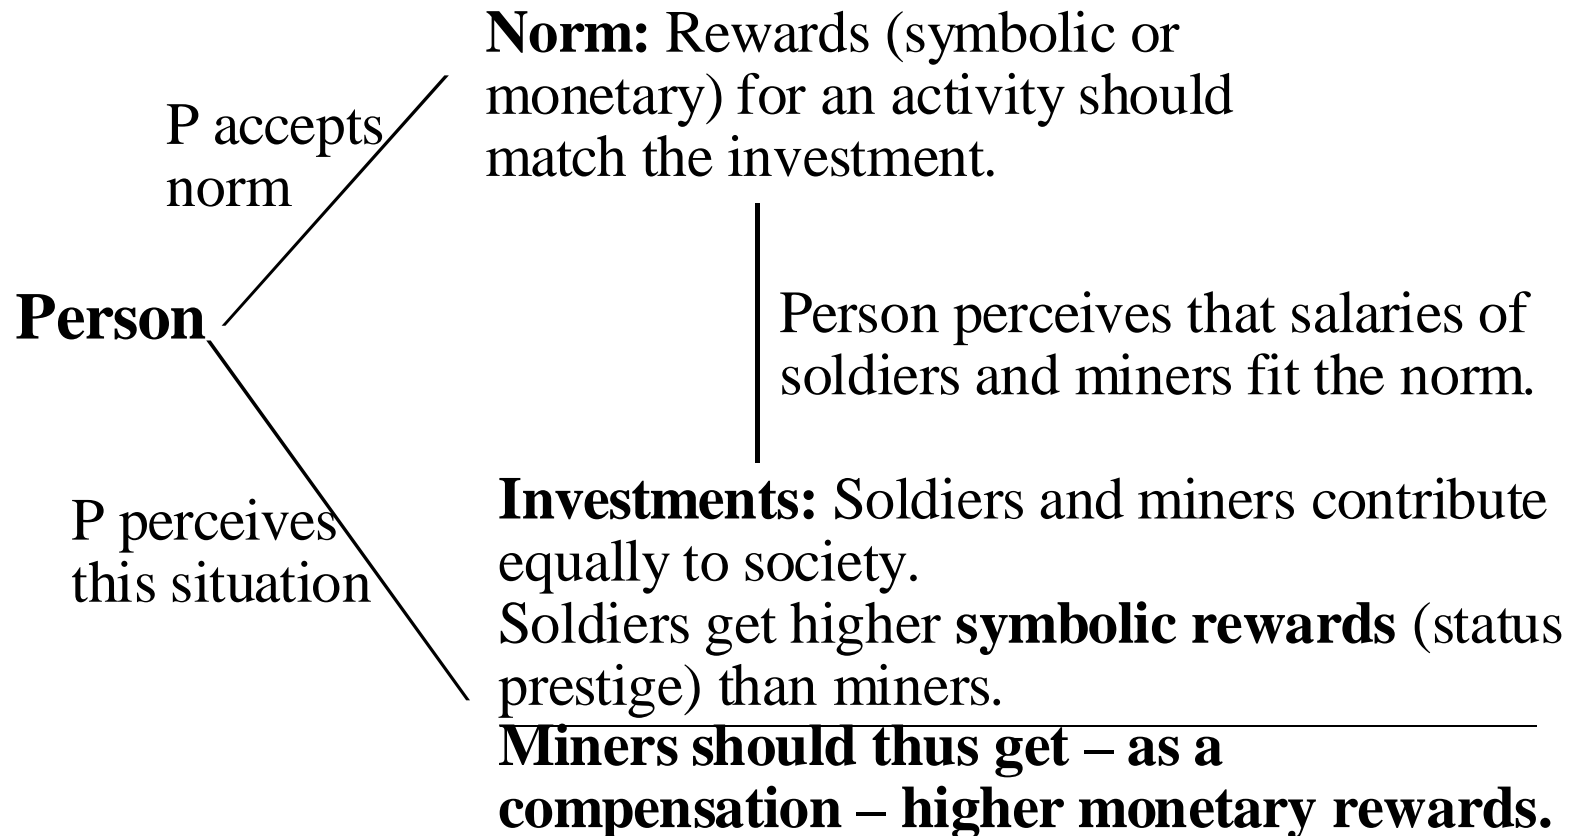 Norm: Rewards (symbolic or
monetary) for an activity should
match the investment.
P accepts
norm
Person
Person perceives that salaries of
soldiers and miners fit the norm.
P perceives
this situation
Investments: Soldiers and miners contribute
equally to society.
Soldiers get higher symbolic rewards (status
prestige) than miners.
Miners should thus get – as a
compensation – higher monetary rewards.